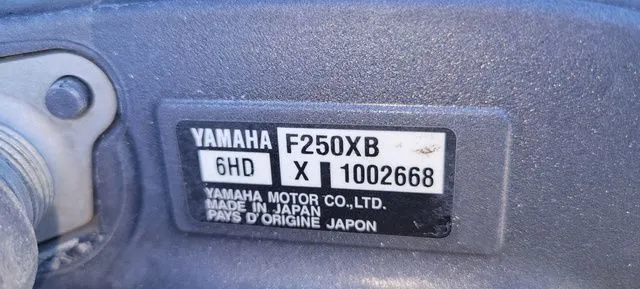 YAMAHA F250XB
6HD X 1002668
YAMAHA MOTOR CO.,LTD.
MADE IN JAPAN
PAYS D'ORIGINE JAPON